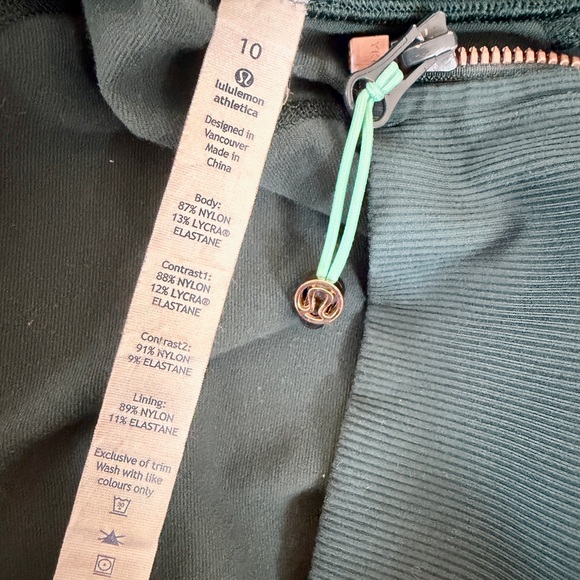 10
lululemon
athletica
Designed in
Vancouver
Made in
China
Body:
87% NYLON
13% LYCRA®
ELASTANE
Contrast1:
88% NYLON
12% LYCRA®
ELASTANE
Contrast2:
91% NYLON
9% ELASTANE
Lining:
89% NYLON
11% ELASTANE
Exclusive of trim
Wash with like
colours only
30